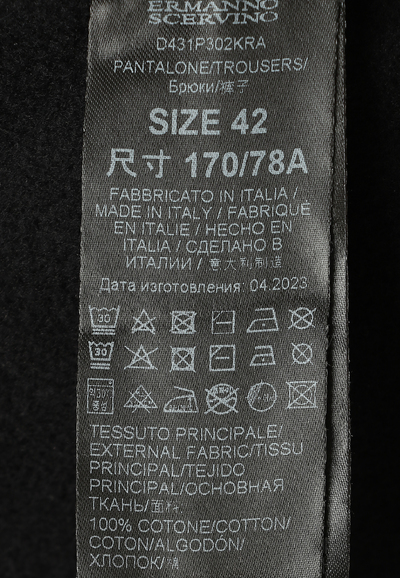 ERMANNO
SCERVINO
D431P302KRA
PANTALONE/TROUSERS/
Брюки/裤子
SIZE 42
尺寸 170/78A
FABBRICATO IN ITALIA /
MADE IN ITALY / FABRIQUÉ
EN ITALIE / HECHO EN
ITALIA / СДЕЛАНО В
ИТАЛИИ / 意大利制造
Дата изготовления: 04.2023
30
30
TESSUTO PRINCIPALE/
EXTERNAL FABRIC/TISSU
PRINCIPAL/TEJIDO
PRINCIPAL/ОСНОВНАЯ
ТКАНЬ/面料
100% COTONE/COTTON/
COTON/ALGODÓN/
ХЛОПОК/棉